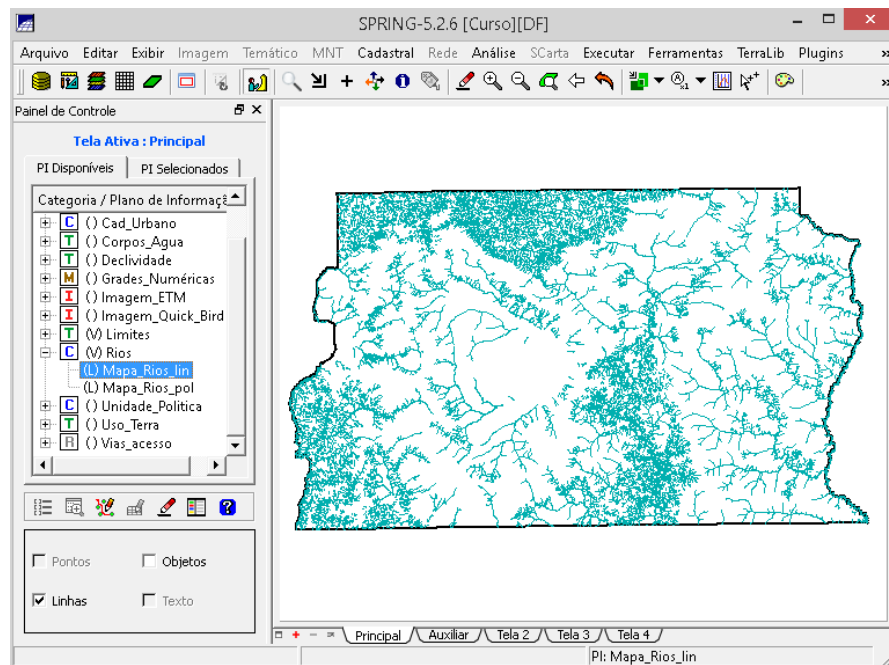 SPRING-5.2.6 [Curso][DF]
Arquivo Editar Exibir Imagem Temático MNT Cadastral Rede Análise SCarta Executar Ferramentas TerraLib Plugins »
Painel de Controle
Tela Ativa : Principal
PI Disponíveis PI Selecionados
Categoria / Plano de Informaçã
C () Cad_Urbano
T () Corpos_Agua
T () Declividade
M () Grades_Numéricas
I () Imagem_ETM
I () Imagem_Quick_Bird
T (V) Limites
C (V) Rios
(L) Mapa_Rios_lin
(L) Mapa_Rios_pol
C () Unidade_Politica
T () Uso_Terra
R () Vias_acesso
Pontos Objetos
Linhas Texto
Principal Auxiliar Tela 2 Tela 3 Tela 4
PI: Mapa_Rios_lin